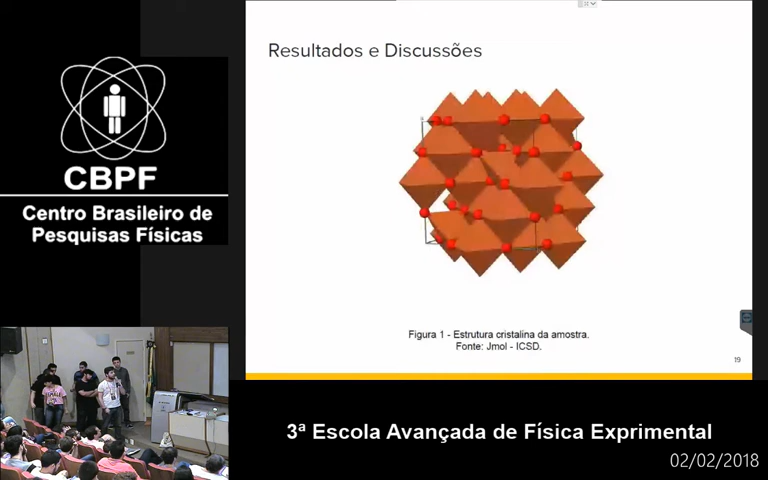 Resultados e Discussões
CBPF
Centro Brasileiro de
Pesquisas Físicas
Figura 1 - Estrutura cristalina da amostra.
Fonte: Jmol - ICSD.
19
3ª Escola Avançada de Física Exprimental
02/02/2018